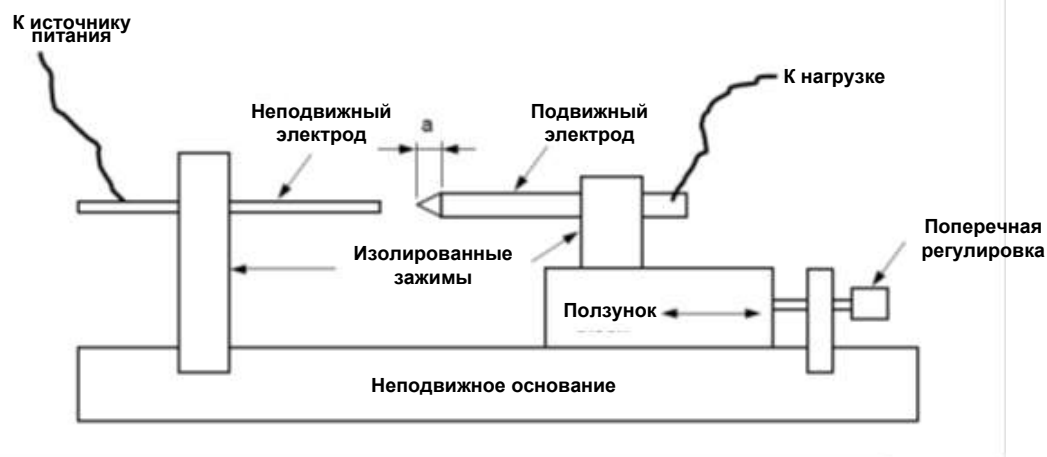 К источнику
питания
К нагрузке
Неподвижный
электрод
a
Подвижный
электрод
Поперечная
регулировка
Изолированные
зажимы
Ползунок
Неподвижное основание